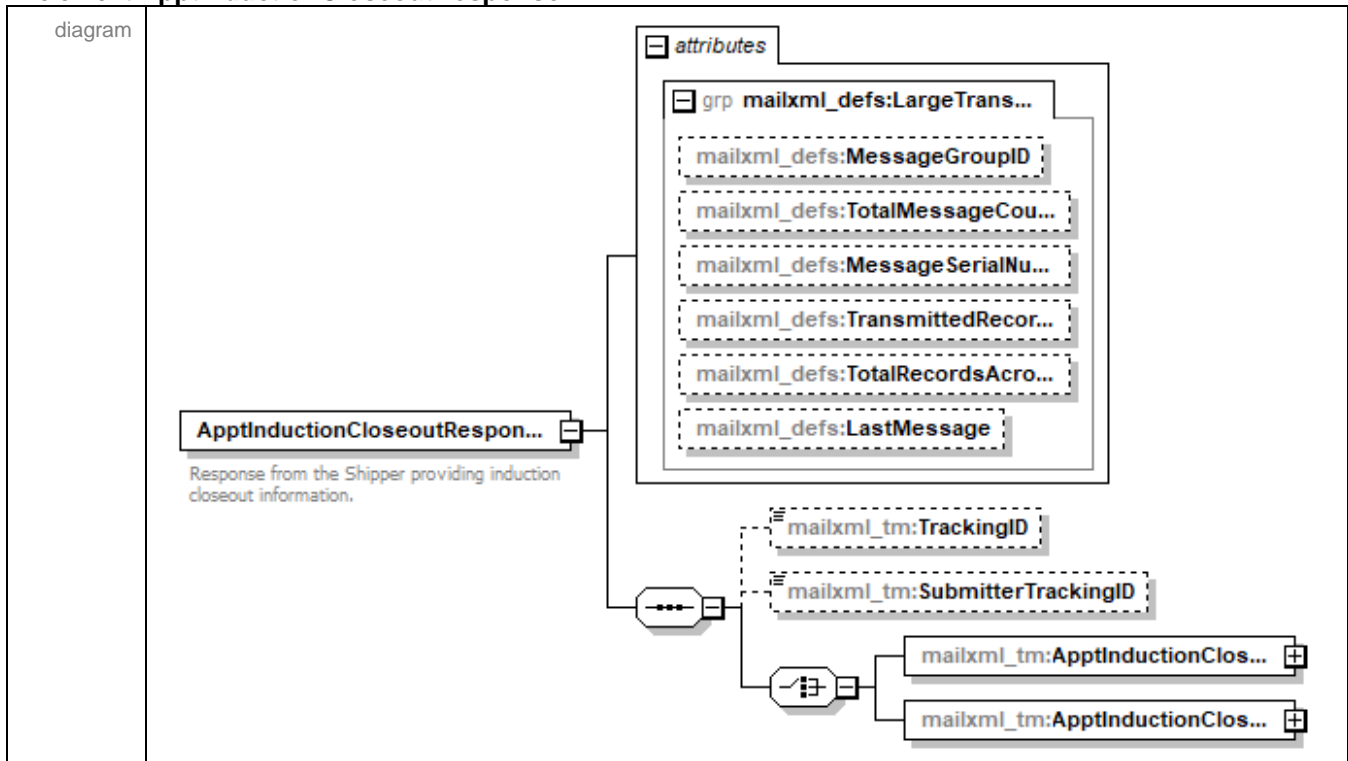 diagram
attributes
grp mailxml_defs:LargeTrans...
mailxml_defs:MessageGroupID
mailxml_defs:TotalMessageCou...
mailxml_defs:MessageSerialNu...
mailxml_defs:TransmittedRecor...
mailxml_defs:TotalRecordsAcro...
mailxml_defs:LastMessage
ApptInductionCloseoutRespon...
Response from the Shipper providing induction
closeout information.
mailxml_tm:TrackingID
mailxml_tm:SubmitterTrackingID
mailxml_tm:ApptInductionClos...
mailxml_tm:ApptInductionClos...